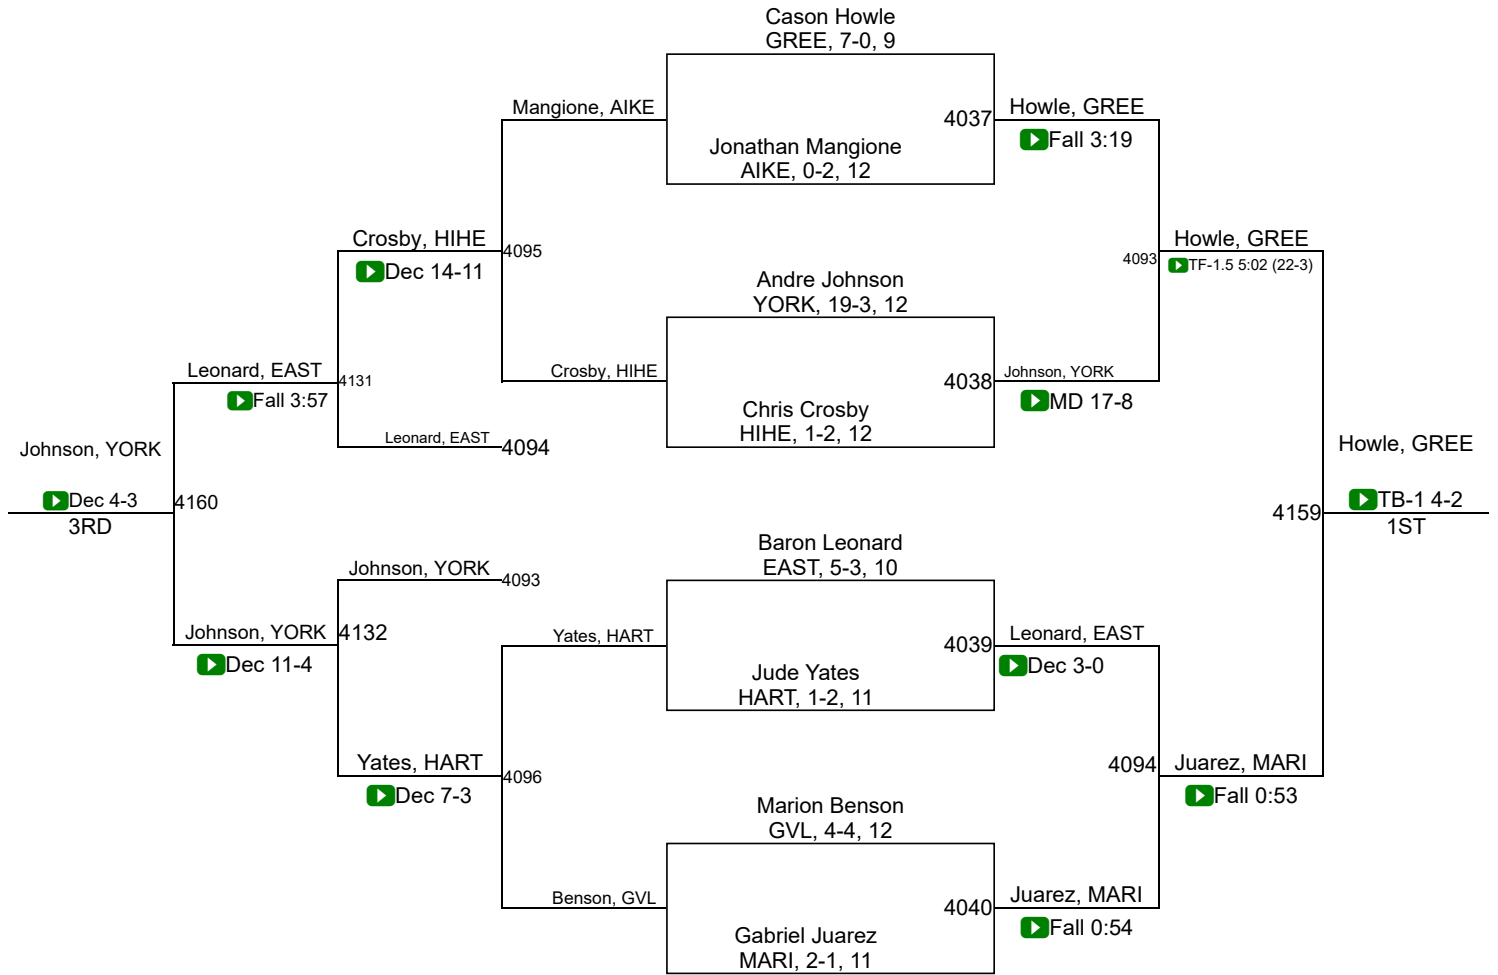 Cason Howle
GREE, 7-0, 9
Mangione, AIKE
4037
Howle, GREE
Fall 3:19
Jonathan Mangione
AIKE, 0-2, 12
Crosby, HIHE
4095
Dec 14-11
Howle, GREE
4093
TF-1.5 5:02 (22-3)
Andre Johnson
YORK, 19-3, 12
Leonard, EAST
4131
Fall 3:57
Crosby, HIHE
4038
Johnson, YORK
MD 17-8
Chris Crosby
HIHE, 1-2, 12
Leonard, EAST
4094
Johnson, YORK
Dec 4-3
3RD
4160
Howle, GREE
4159
TB-1 4-2
1ST
Baron Leonard
EAST, 5-3, 10
Johnson, YORK
4093
Johnson, YORK
4132
Dec 11-4
Yates, HART
4039
Leonard, EAST
Dec 3-0
Jude Yates
HART, 1-2, 11
Yates, HART
4096
Dec 7-3
4094
Juarez, MARI
Fall 0:53
Marion Benson
GVL, 4-4, 12
Benson, GVL
4040
Juarez, MARI
Fall 0:54
Gabriel Juarez
MARI, 2-1, 11